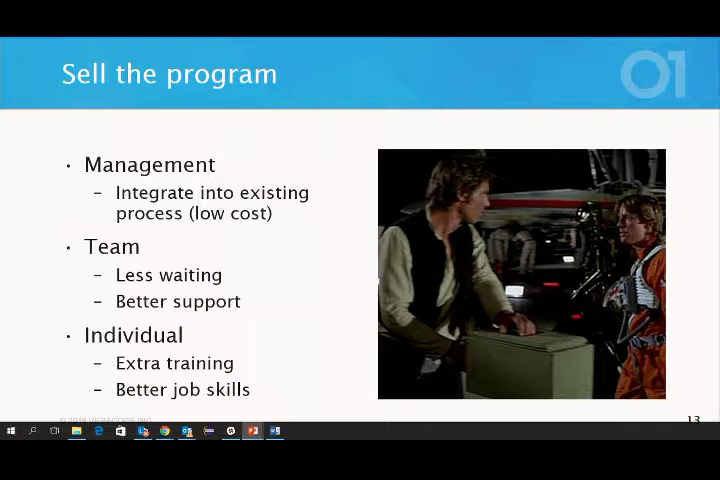 Sell the program
01
• Management
– Integrate into existing
process (low cost)
• Team
– Less waiting
– Better support
• Individual
– Extra training
– Better job skills
13